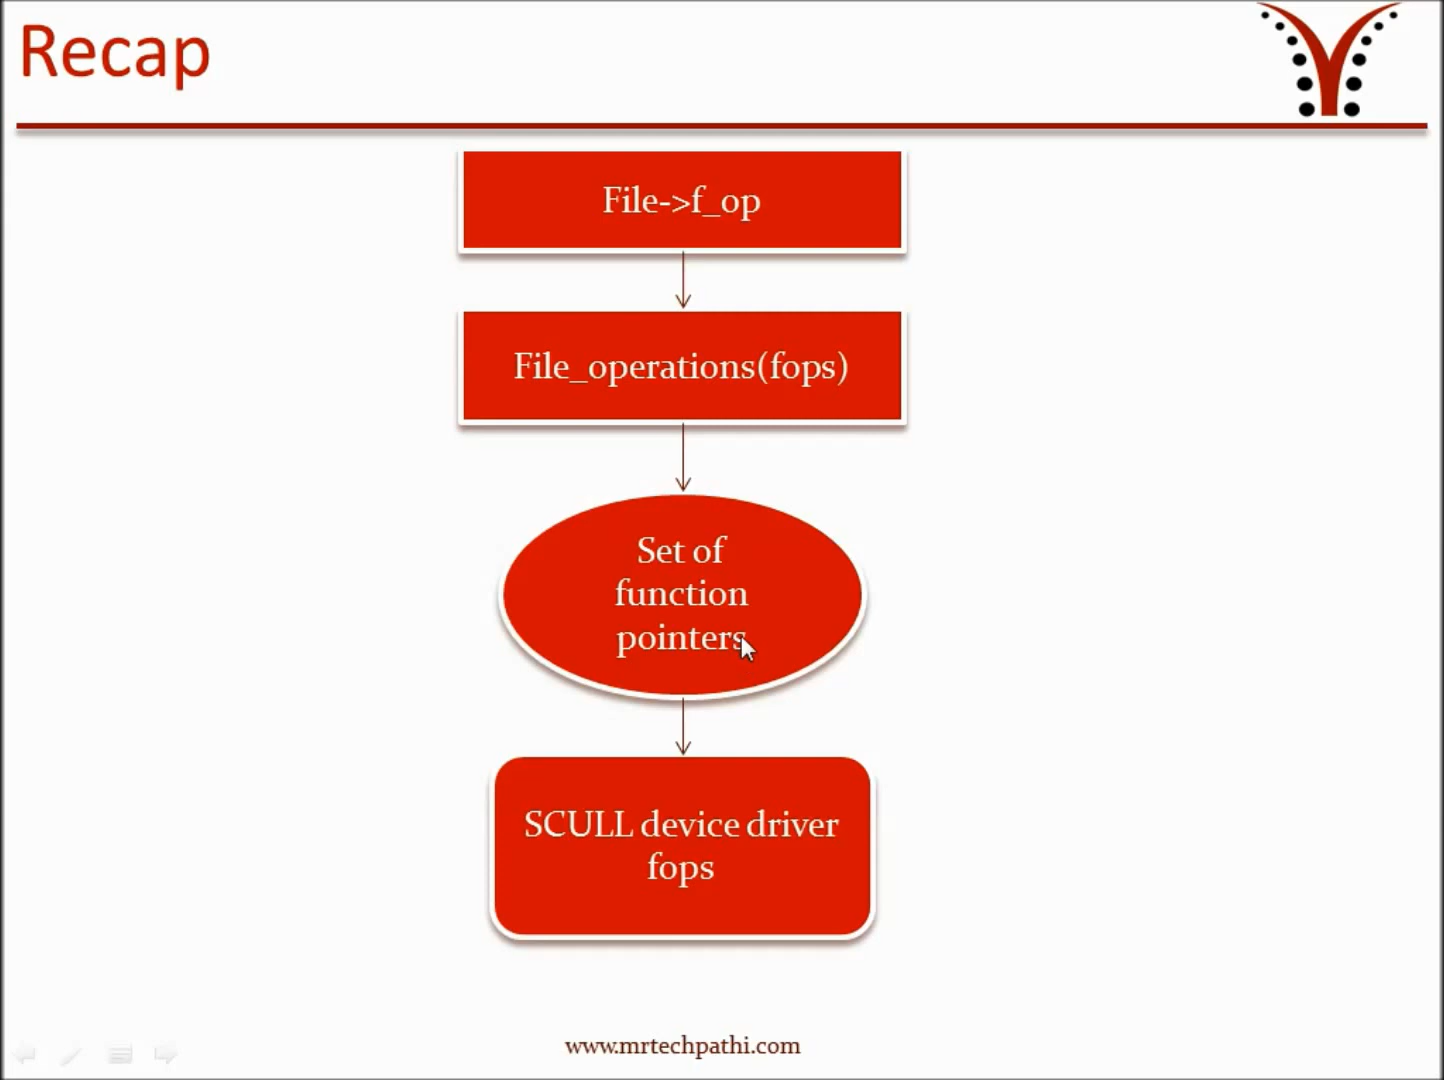 Recap
File->f_op
File_operations(fops)
Set of
function
pointers
SCULL device driver
fops
www.mrtechpathi.com